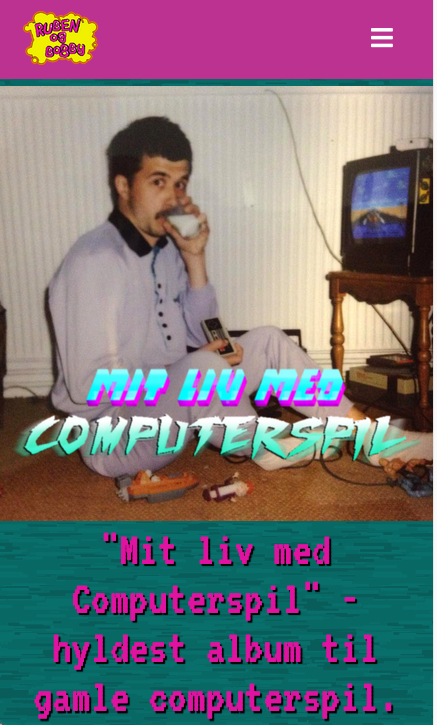 RUBEN
OG
BOBBY
MIT LIV MED
COMPUTERSPIL
"Mit liv med
Computerspil" -
hyldest album til
gamle computerspil.